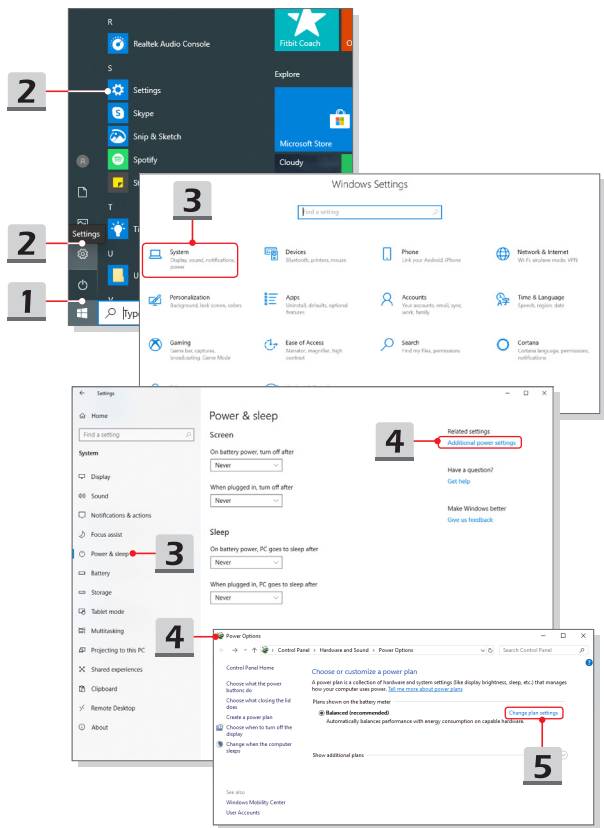 R
Realtek Audio Console
S
Settings
Skype
Snip & Sketch
Spotify
St
T
Ti
U
U
V
Settings
Type
Fitbit Coach
O
Explore
Microsoft Store
Cloudy
2
2
1
Windows Settings
Find a setting
3
System
Display, sound, notifications,
power
Devices
Bluetooth, printers, mouse
Phone
Link your Android, iPhone
Network & Internet
Wi-Fi, airplane mode, VPN
Personalization
Background, lock screen, colors
Apps
Uninstall, defaults, optional
features
Accounts
Your accounts, email, sync,
work, family
Time & Language
Speech, region, date
Gaming
Game bar, captures,
broadcasting, Game Mode
Ease of Access
Narrator, magnifier, high
contrast
Search
Find my files, permissions
Cortana
Cortana language, permissions,
notifications
Settings
Home
Find a setting
System
Display
Sound
Notifications & actions
Focus assist
Power & sleep
3
Battery
Storage
Tablet mode
Multitasking
Projecting to this PC
Shared experiences
Clipboard
Remote Desktop
About
Power & sleep
Screen
On battery power, turn off after
Never
When plugged in, turn off after
Never
Sleep
On battery power, PC goes to sleep after
Never
When plugged in, PC goes to sleep after
Never
4
Related settings
Additional power settings
Have a question?
Get help
Make Windows better
Give us feedback
4
Power Options
Control Panel › Hardware and Sound › Power Options
Search Control Panel
Control Panel Home
Choose what the power
buttons do
Choose what closing the lid
does
Create a power plan
Choose when to turn off the
display
Change when the computer
sleeps
See also
Windows Mobility Center
User Accounts
Choose or customize a power plan
A power plan is a collection of hardware and system settings (like display brightness, sleep, etc.) that manages
how your computer uses power. Tell me more about power plans
Plans shown on the battery meter
Balanced (recommended)
Change plan settings
Automatically balances performance with energy consumption on capable hardware.
Show additional plans
5